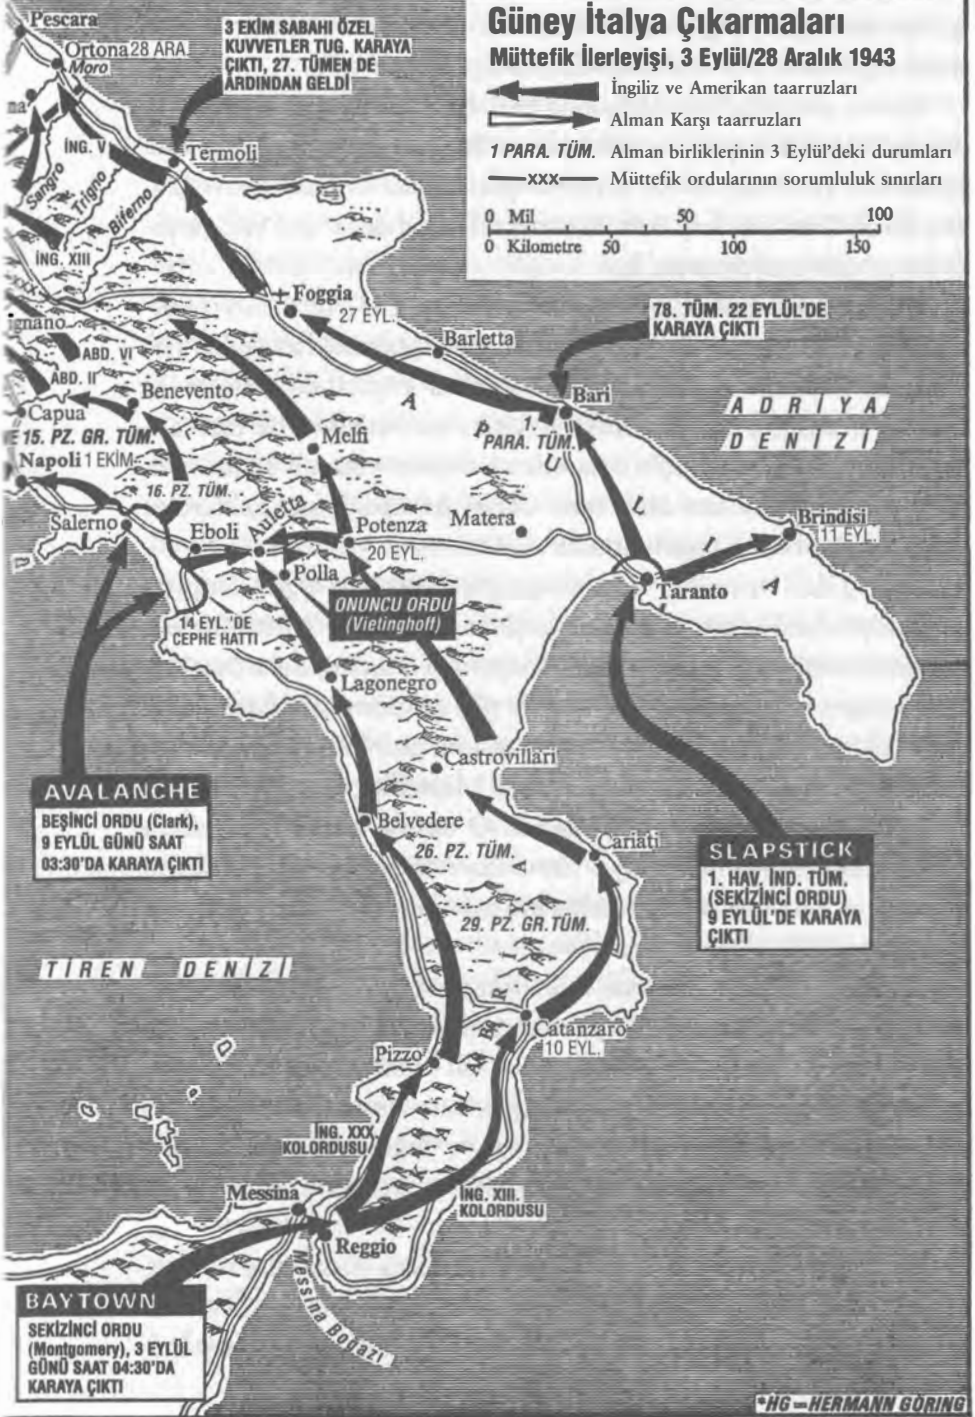 Güney İtalya Çıkarmaları
Müttefik İlerleyişi, 3 Eylül/28 Aralık 1943
İngiliz ve Amerikan taarruzları
Alman Karşı taarruzları
1 PARA. TÜM. Alman birliklerinin 3 Eylül'deki durumları
XXX Müttefik ordularının sorumluluk sınırları
0 Mil 50 100
0 Kilometre 50 100 150
Pescara
Ortona 28 ARA.
Moro
3 EKİM SABAHI ÖZEL
KUVVETLER TUG. KARAYA
ÇIKTI, 27. TÜMEN DE
ARDINDAN GELDİ
na
İNG. V
Termoli
Sangro
Trigno
Biferno
İNG. XIII
XXX
Foggia
27 EYL.
78. TÜM. 22 EYLÜL'DE
KARAYA ÇIKTI
ignano
Barletta
ABD. VI
ABD. II
Benevento
Bari
ADRİYA
DENİZİ
Capua
15. PZ. GR. TÜM.
Melfi
1.
PARA. TÜM.
APULIA
Napoli 1 EKİM
16. PZ. TÜM.
Salerno
Eboli
Auletta
Potenza
20 EYL.
Matera
Brindisi
11 EYL.
Polla
Taranto
ONUNCU ORDU
(Vietinghoff)
14 EYL.'DE
CEPHE HATTI
Lagonegro
Castrovillari
AVALANCHE
BEŞİNCİ ORDU (Clark),
9 EYLÜL GÜNÜ SAAT
03:30'DA KARAYA ÇIKTI
Belvedere
Cariati
26. PZ. TÜM.
SLAPSTICK
1. HAV. İND. TÜM.
(SEKİZİNCİ ORDU)
9 EYLÜL'DE KARAYA
ÇIKTI
29. PZ. GR. TÜM.
TİREN DENİZİ
Catanzaro
10 EYL.
Pizzo
KALABRA
İNG. XXX.
KOLORDUSU
İNG. XIII.
KOLORDUSU
Messina
Reggio
Messina Boğazı
BAYTOWN
SEKİZİNCİ ORDU
(Montgomery), 3 EYLÜL
GÜNÜ SAAT 04:30'DA
KARAYA ÇIKTI
*HG=HERMANN GÖRING